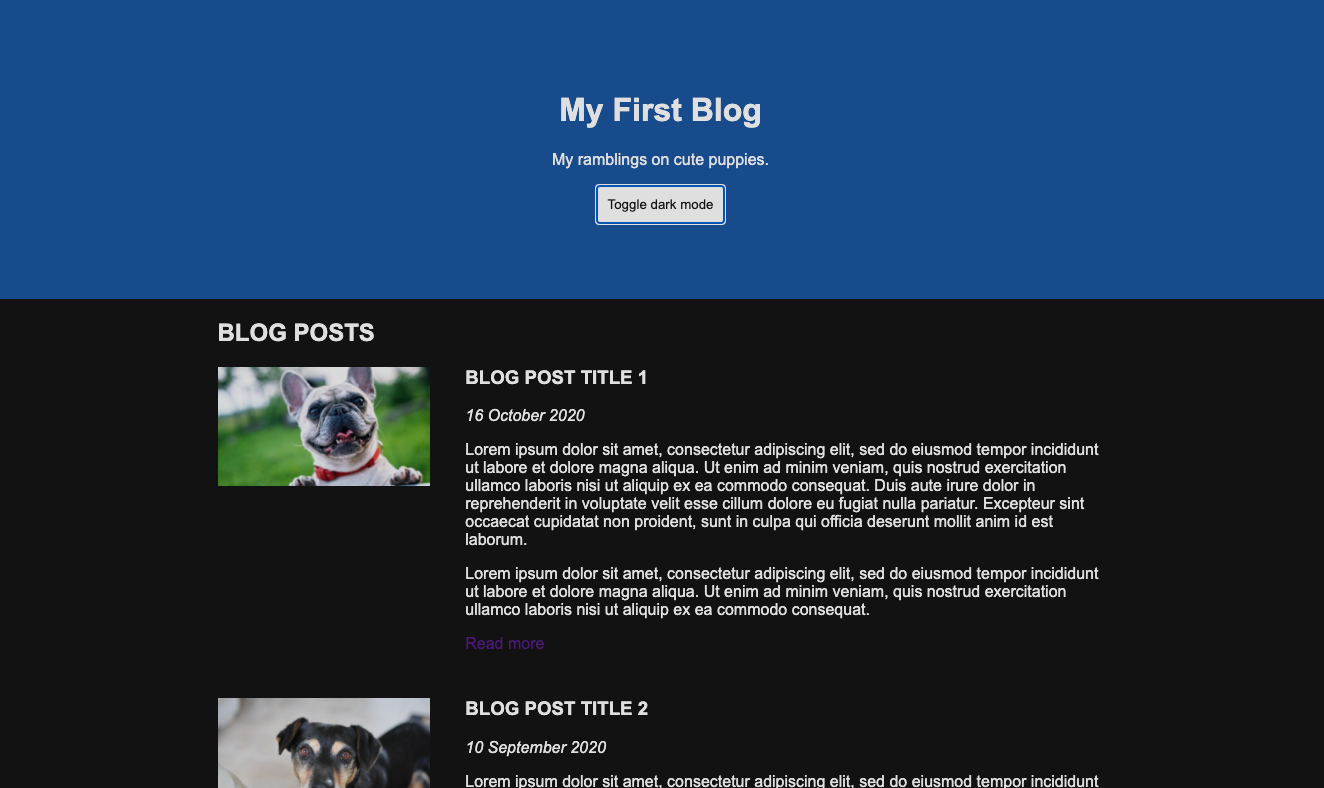 My First Blog
My ramblings on cute puppies.
Toggle dark mode
BLOG POSTS
BLOG POST TITLE 1
16 October 2020
Lorem ipsum dolor sit amet, consectetur adipiscing elit, sed do eiusmod tempor incididunt
ut labore et dolore magna aliqua. Ut enim ad minim veniam, quis nostrud exercitation
ullamco laboris nisi ut aliquip ex ea commodo consequat. Duis aute irure dolor in
reprehenderit in voluptate velit esse cillum dolore eu fugiat nulla pariatur. Excepteur sint
occaecat cupidatat non proident, sunt in culpa qui officia deserunt mollit anim id est
laborum.
Lorem ipsum dolor sit amet, consectetur adipiscing elit, sed do eiusmod tempor incididunt
ut labore et dolore magna aliqua. Ut enim ad minim veniam, quis nostrud exercitation
ullamco laboris nisi ut aliquip ex ea commodo consequat.
Read more
BLOG POST TITLE 2
10 September 2020
Lorem ipsum dolor sit amet, consectetur adipiscing elit, sed do eiusmod tempor incididunt